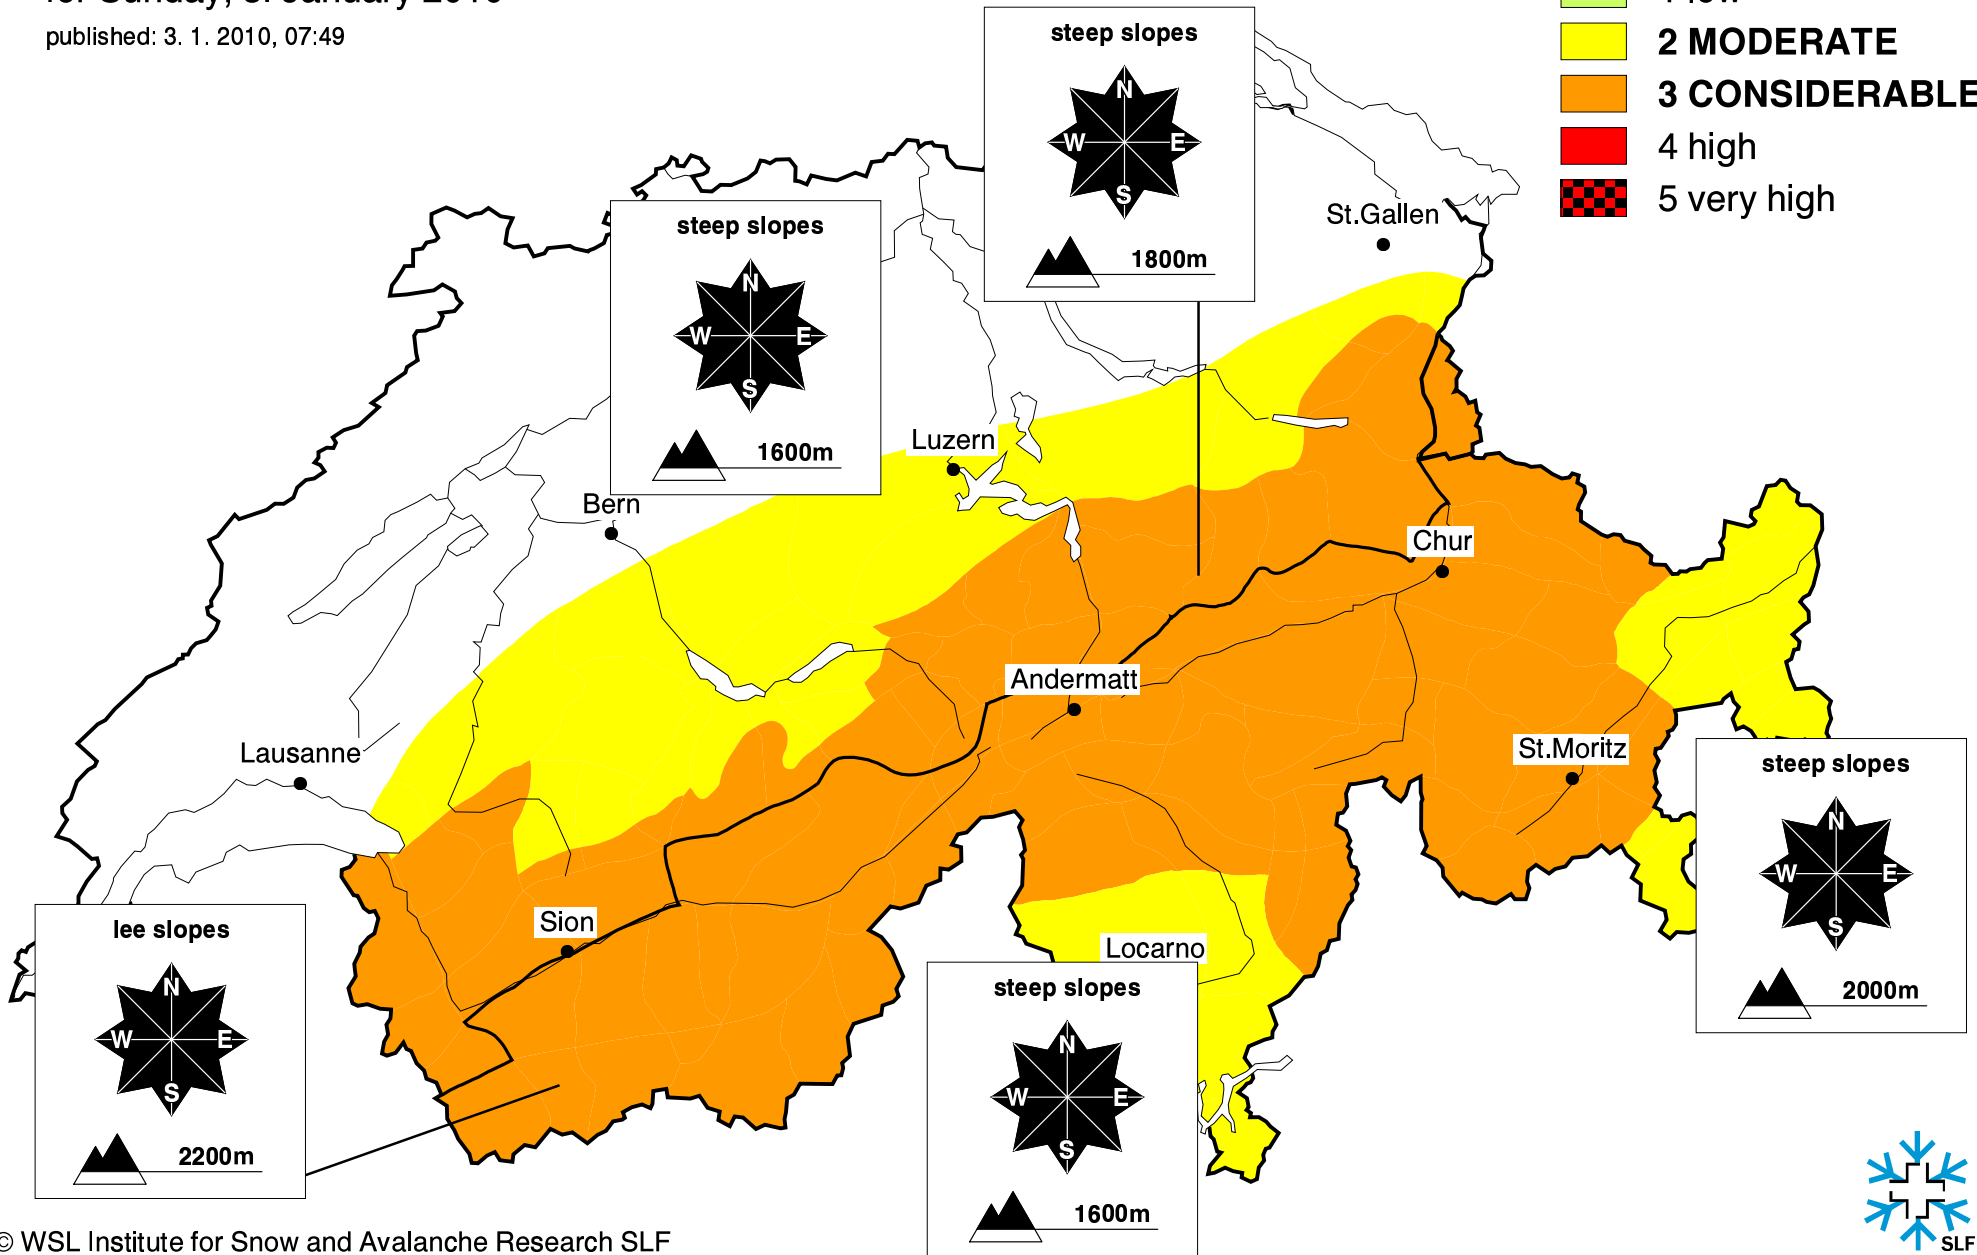 published: 3. 1. 2010, 07:49
2 MODERATE
3 CONSIDERABLE
4 high
5 very high
steep slopes
N
W E
S
1800m
steep slopes
N
W E
S
1600m
St.Gallen
Luzern
Bern
Chur
Andermatt
Lausanne
St.Moritz
Sion
Locarno
steep slopes
N
W E
S
2000m
lee slopes
N
W E
S
2200m
steep slopes
N
W E
S
1600m
© WSL Institute for Snow and Avalanche Research SLF
SLF